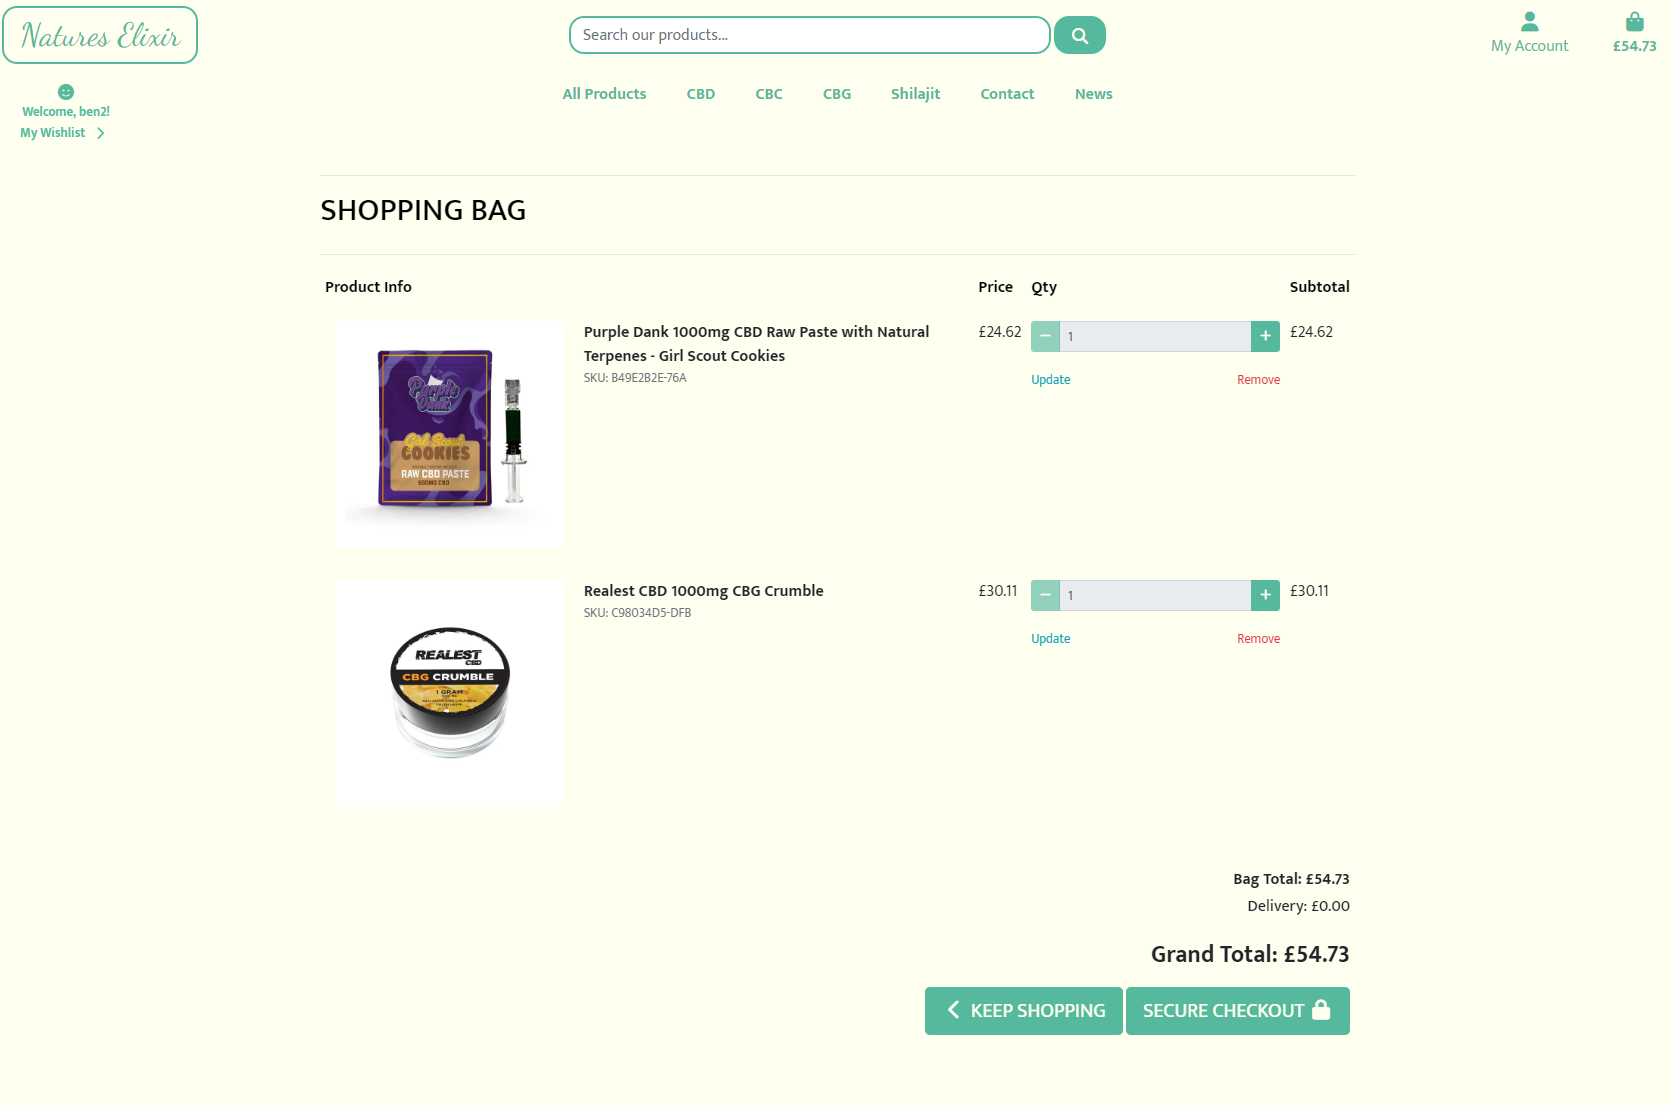 Natures Elixir
Search our products...
My Account
£54.73
Welcome, ben2!
My Wishlist
All Products CBD CBC CBG Shilajit Contact News
SHOPPING BAG
Product Info Price Qty Subtotal
Purple Dank 1000mg CBD Raw Paste with Natural
Terpenes - Girl Scout Cookies
SKU: B49E2B2E-76A
£24.62
1
£24.62
Update Remove
Purple
Dank
Girl Scout
COOKIES
RAW CBD PASTE
500MG CBD
Realest CBD 1000mg CBG Crumble
SKU: C98034D5-DFB
£30.11
1
£30.11
Update Remove
REALEST
CBD
CBG CRUMBLE
1 GRAM
Bag Total: £54.73
Delivery: £0.00
Grand Total: £54.73
KEEP SHOPPING
SECURE CHECKOUT